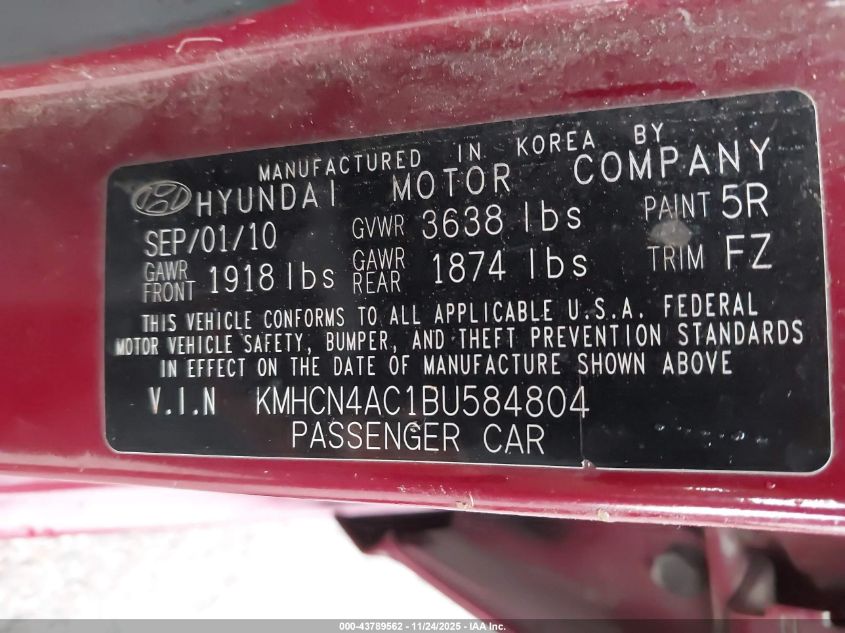 MANUFACTURED IN KOREA BY
HYUNDAI MOTOR COMPANY
SEP/01/10 GVWR 3638 lbs PAINT 5R
GAWR FRONT 1918 lbs GAWR REAR 1874 lbs TRIM FZ
THIS VEHICLE CONFORMS TO ALL APPLICABLE U.S.A. FEDERAL
MOTOR VEHICLE SAFETY, BUMPER, AND THEFT PREVENTION STANDARDS
IN EFFECT ON THE DATE OF MANUFACTURE SHOWN ABOVE
V.I.N KMHCN4AC1BU584804
PASSENGER CAR
000-43789562 - 11/24/2025 - IAA Inc.